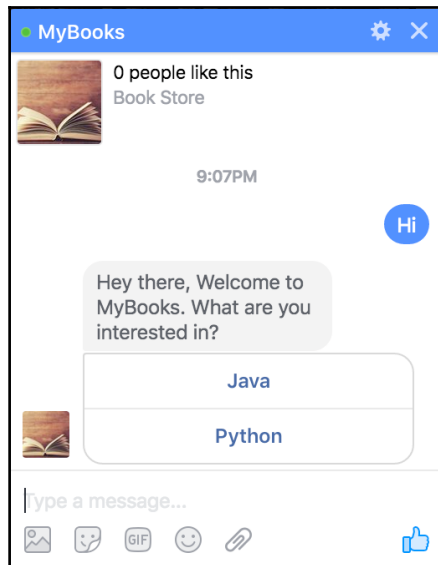 MyBooks
0 people like this
Book Store
9:07PM
Hi
Hey there, Welcome to
MyBooks. What are you
interested in?
Java
Python
Type a message...
GIF